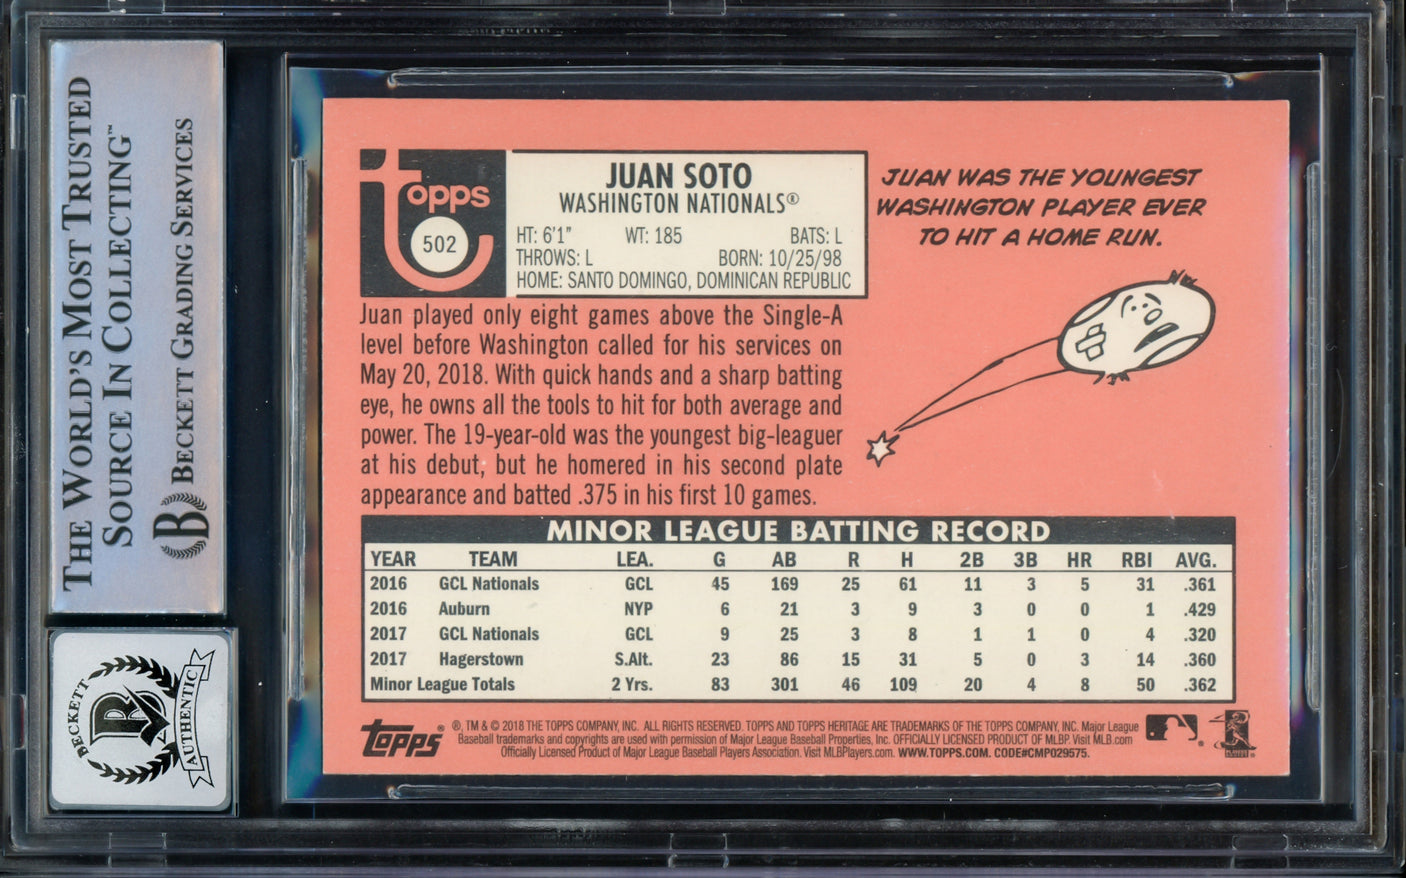 THE WORLD'S MOST TRUSTED
SOURCE IN COLLECTING™
BECKETT GRADING SERVICES
B
BECKETT
B
AUTHENTIC
topps
502
JUAN SOTO
WASHINGTON NATIONALS®
HT: 6'1" WT: 185 BATS: L
THROWS: L BORN: 10/25/98
HOME: SANTO DOMINGO, DOMINICAN REPUBLIC
JUAN WAS THE YOUNGEST
WASHINGTON PLAYER EVER
TO HIT A HOME RUN.
Juan played only eight games above the Single-A
level before Washington called for his services on
May 20, 2018. With quick hands and a sharp batting
eye, he owns all the tools to hit for both average and
power. The 19-year-old was the youngest big-leaguer
at his debut, but he homered in his second plate
appearance and batted .375 in his first 10 games.
MINOR LEAGUE BATTING RECORD
YEAR TEAM LEA. G AB R H 2B 3B HR RBI AVG.
2016 GCL Nationals GCL 45 169 25 61 11 3 5 31 .361
2016 Auburn NYP 6 21 3 9 3 0 0 1 .429
2017 GCL Nationals GCL 9 25 3 8 1 1 0 4 .320
2017 Hagerstown S.Alt. 23 86 15 31 5 0 3 14 .360
Minor League Totals 2 Yrs. 83 301 46 109 20 4 8 50 .362
topps®
®, TM & © 2018 THE TOPPS COMPANY, INC. ALL RIGHTS RESERVED. TOPPS AND TOPPS HERITAGE ARE TRADEMARKS OF THE TOPPS COMPANY, INC. Major League
Baseball trademarks and copyrights are used with permission of Major League Baseball Properties, Inc. OFFICIALLY LICENSED PRODUCT OF MLBP. Visit MLB.com
Officially Licensed Product of Major League Baseball Players Association. Visit MLBPlayers.com. WWW.TOPPS.COM. CODE#CMP029575.